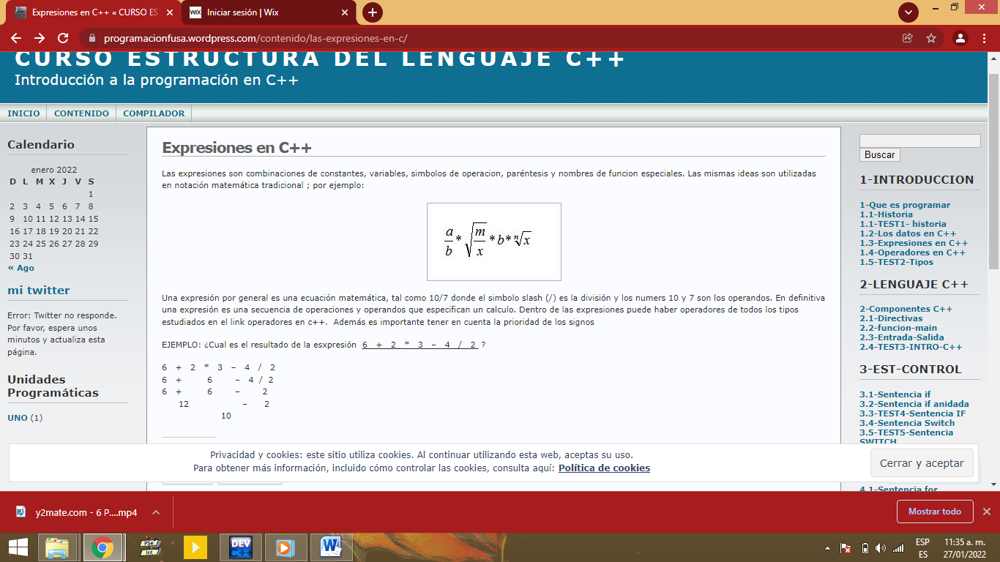 Expresiones en C++ « CURSO EST
WIX Iniciar sesión | Wix
programacionfusa.wordpress.com/contenido/las-expresiones-en-c/
CURSO ESTRUCTURA DEL LENGUAJE C++
Introducción a la programación en C++
INICIO CONTENIDO COMPILADOR
Calendario
enero 2022
D L M X J V S
1
2 3 4 5 6 7 8
9 10 11 12 13 14 15
16 17 18 19 20 21 22
23 24 25 26 27 28 29
30 31
« Ago
mi twitter
Error: Twitter no responde.
Por favor, espera unos
minutos y actualiza esta
página.
Unidades
Programáticas
UNO (1)
Expresiones en C++
Las expresiones son combinaciones de constantes, variables, simbolos de operacion, paréntesis y nombres de funcion especiales. Las mismas ideas son utilizadas
en notación matemática tradicional ; por ejemplo:
a/b * √(m/x) * b * ⁿ√x
Una expresión por general es una ecuación matemática, tal como 10/7 donde el simbolo slash (/) es la división y los numers 10 y 7 son los operandos. En definitiva
una expresión es una secuencia de operaciones y operandos que especifican un calculo. Dentro de las expresiones puede haber operadores de todos los tipos
estudiados en el link operadores en c++. Además es importante tener en cuenta la prioridad de los signos
EJEMPLO: ¿Cual es el resultado de la esxpresión 6 + 2 * 3 – 4 / 2 ?
6 + 2 * 3 – 4 / 2
6 + 6 – 4 / 2
6 + 6 – 2
12 – 2
10
Buscar
1-INTRODUCCION
1-Que es programar
1.1-Historia
1.1-TEST1- historia
1.2-Los datos en C++
1.3-Expresiones en C++
1.4-Operadores en C++
1.5-TEST2-Tipos
2-LENGUAJE C++
2-Componentes C++
2.1-Directivas
2.2-funcion-main
2.3-Entrada-Salida
2.4-TEST3-INTRO-C++
3-EST-CONTROL
3.1-Sentencia if
3.2-Sentencia if anidada
3.3-TEST4-Sentencia IF
3.4-Sentencia Switch
3.5-TEST5-Sentencia
SWITCH
4.1-Sentencia for
Privacidad y cookies: este sitio utiliza cookies. Al continuar utilizando esta web, aceptas su uso.
Para obtener más información, incluido cómo controlar las cookies, consulta aquí: Política de cookies
Cerrar y aceptar
y2mate.com - 6 P....mp4
Mostrar todo
PSe
Int
DEV
C++
ESP
ES
11:35 a. m.
27/01/2022